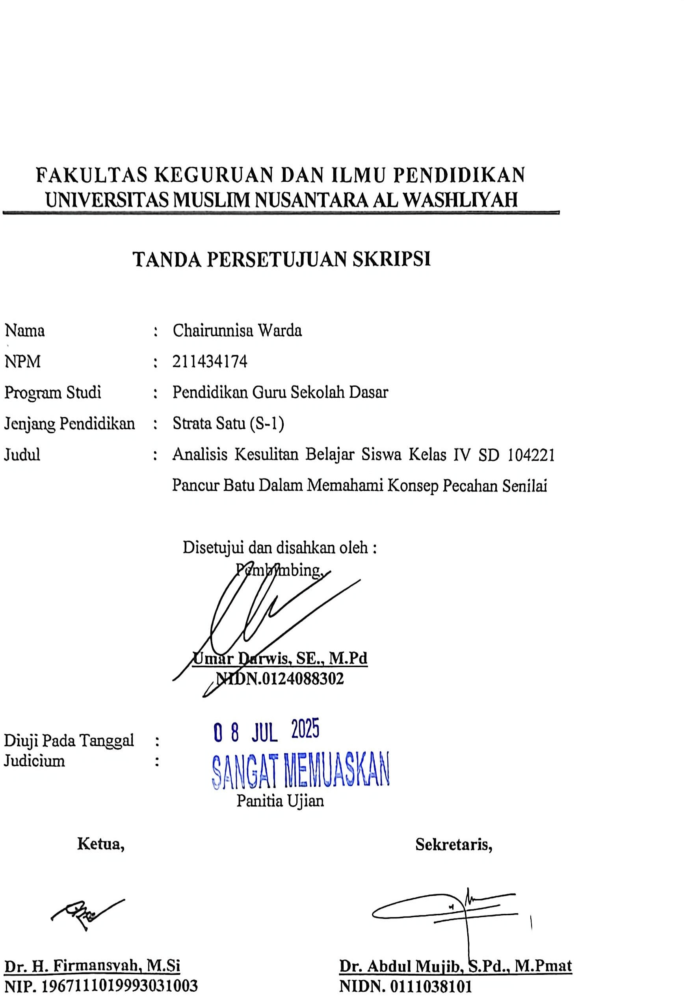 FAKULTAS KEGURUAN DAN ILMU PENDIDIKAN
UNIVERSITAS MUSLIM NUSANTARA AL WASHLIYAH
TANDA PERSETUJUAN SKRIPSI
Nama : Chairunnisa Warda
NPM : 211434174
Program Studi : Pendidikan Guru Sekolah Dasar
Jenjang Pendidikan : Strata Satu (S-1)
Judul : Analisis Kesulitan Belajar Siswa Kelas IV SD 104221
Pancur Batu Dalam Memahami Konsep Pecahan Senilai
Disetujui dan disahkan oleh :
Pembimbing,
Umar Darwis, SE., M.Pd
NIDN.0124088302
Diuji Pada Tanggal : 08 JUL 2025
Judicium : SANGAT MEMUASKAN
Panitia Ujian
Ketua, Sekretaris,
Dr. H. Firmansyah, M.Si Dr. Abdul Mujib, S.Pd., M.Pmat
NIP. 1967111019993031003 NIDN. 0111038101